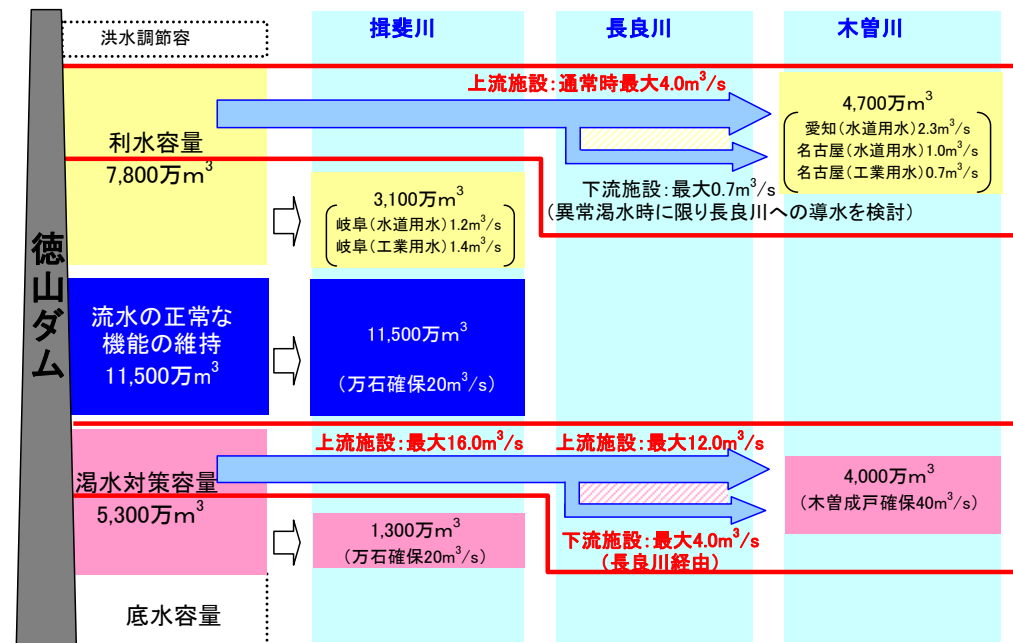 洪水調節容
揖斐川
長良川
木曽川
徳山ダム
上流施設:通常時最大4.0m³/s
利水容量
7,800万m³
4,700万m³
愛知(水道用水)2.3m³/s
名古屋(水道用水)1.0m³/s
名古屋(工業用水)0.7m³/s
下流施設:最大0.7m³/s
(異常渇水時に限り長良川への導水を検討)
3,100万m³
岐阜(水道用水)1.2m³/s
岐阜(工業用水)1.4m³/s
流水の正常な
機能の維持
11,500万m³
11,500万m³
(万石確保20m³/s)
上流施設:最大16.0m³/s
上流施設:最大12.0m³/s
渇水対策容量
5,300万m³
4,000万m³
(木曽成戸確保40m³/s)
1,300万m³
(万石確保20m³/s)
下流施設:最大4.0m³/s
(長良川経由)
底水容量